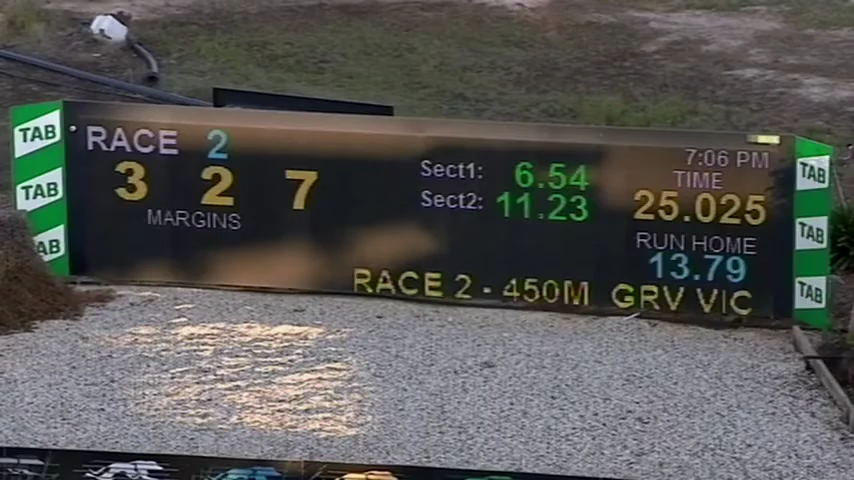 TAB
TAB
AB
RACE 2
3 2 7
MARGINS
Sect1: 6.54
Sect2: 11.23
7:06 PM
TIME
25.025
RUN HOME
13.79
RACE 2 - 450M GRV VIC
TAB
TAB
TAB